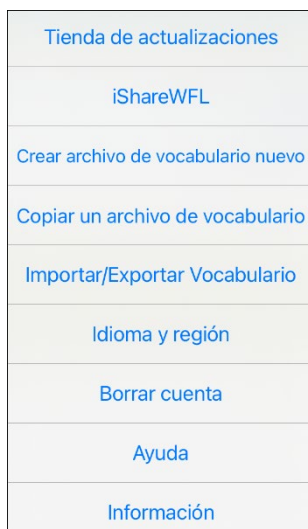 Tienda de actualizaciones
iShareWFL
Crear archivo de vocabulario nuevo
Copiar un archivo de vocabulario
Importar/Exportar Vocabulario
Idioma y región
Borrar cuenta
Ayuda
Información